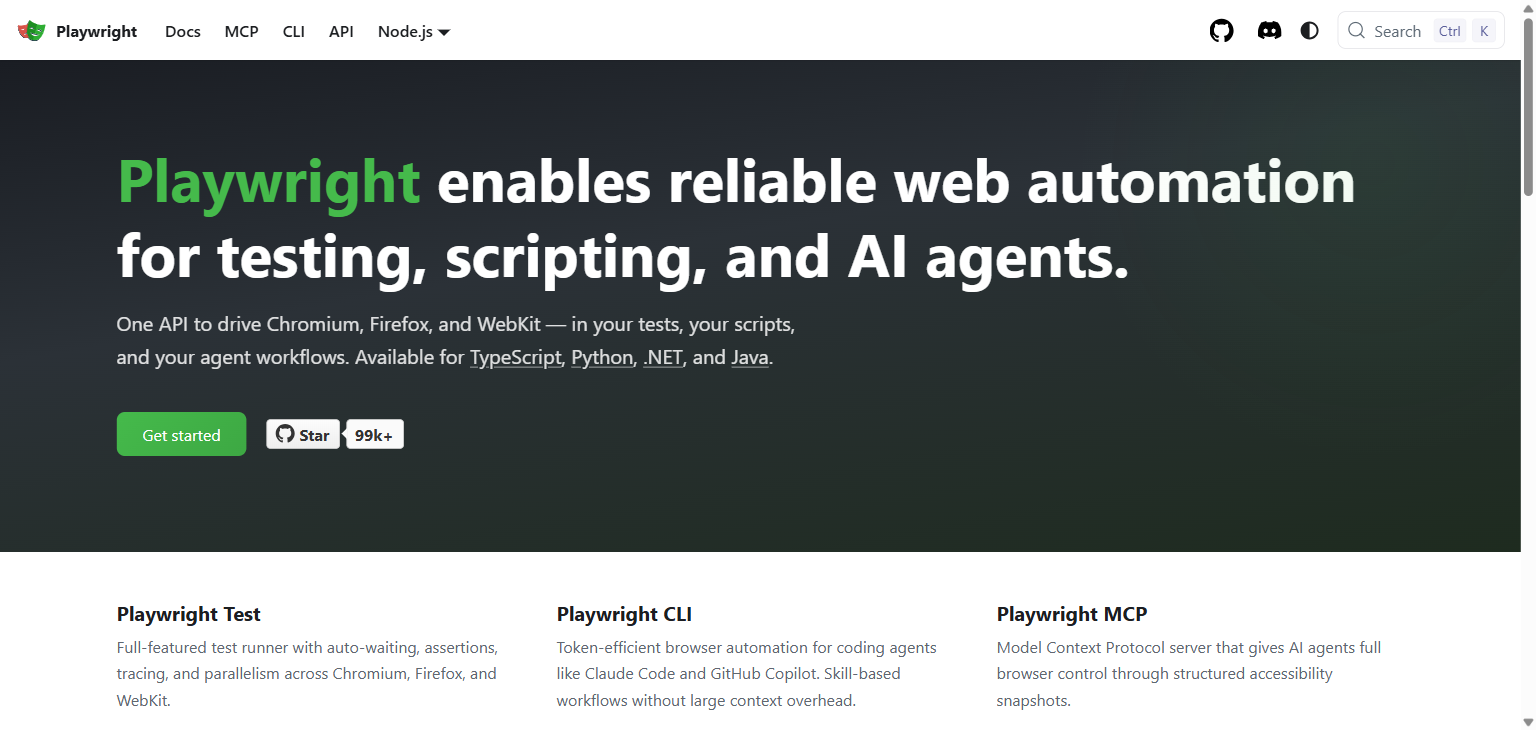 Playwright Docs MCP CLI API Node.js Search Ctrl K
Playwright enables reliable web automation
for testing, scripting, and AI agents.
One API to drive Chromium, Firefox, and WebKit — in your tests, your scripts,
and your agent workflows. Available for TypeScript, Python, .NET, and Java.
Get started Star 99k+
Playwright Test
Full-featured test runner with auto-waiting, assertions,
tracing, and parallelism across Chromium, Firefox, and
WebKit.
Playwright CLI
Token-efficient browser automation for coding agents
like Claude Code and GitHub Copilot. Skill-based
workflows without large context overhead.
Playwright MCP
Model Context Protocol server that gives AI agents full
browser control through structured accessibility
snapshots.